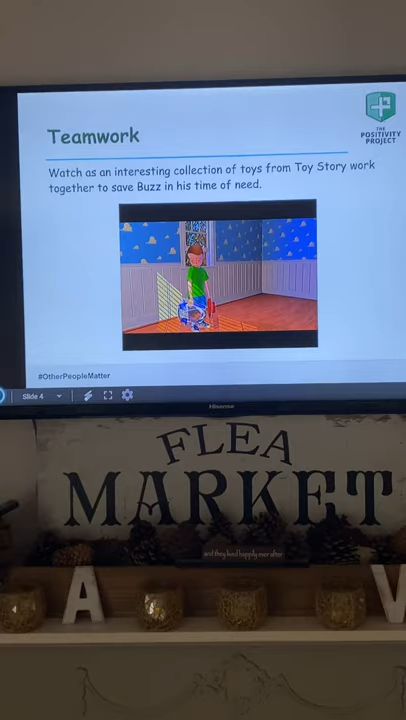 Teamwork
THE
POSITIVITY
PROJECT
Watch as an interesting collection of toys from Toy Story work
together to save Buzz in his time of need.
#OtherPeopleMatter
Slide 4
Hisense
FLEA
MARKET
and they lived happily ever after
A
V